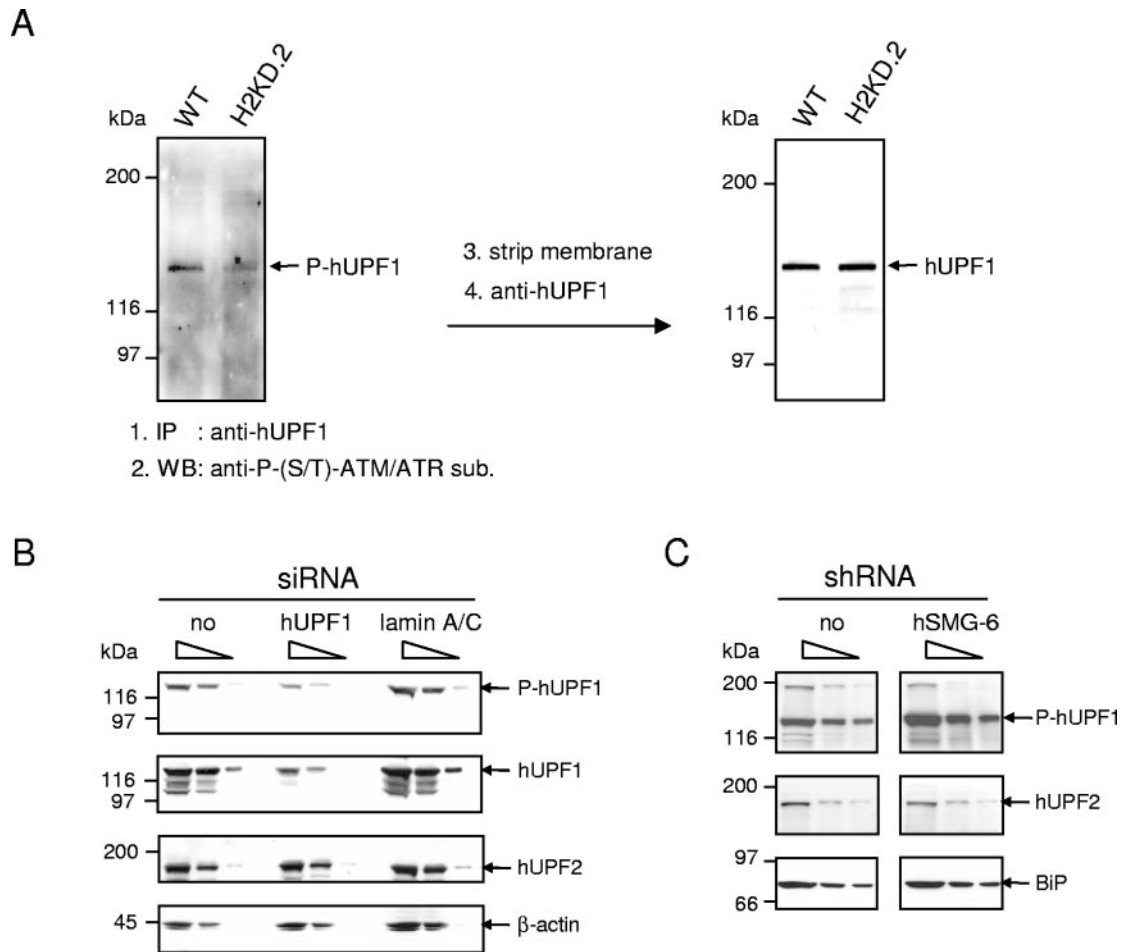 A
WT H2KD.2
kDa
200
P-hUPF1
116
97
1. IP : anti-hUPF1
2. WB: anti-P-(S/T)-ATM/ATR sub.
3. strip membrane
4. anti-hUPF1
WT H2KD.2
kDa
200
hUPF1
116
97
B
siRNA
no hUPF1 lamin A/C
kDa
116
97
P-hUPF1
116
97
hUPF1
200
hUPF2
45
β-actin
C
shRNA
no hSMG-6
kDa
200
116
P-hUPF1
200
hUPF2
97
66
BiP